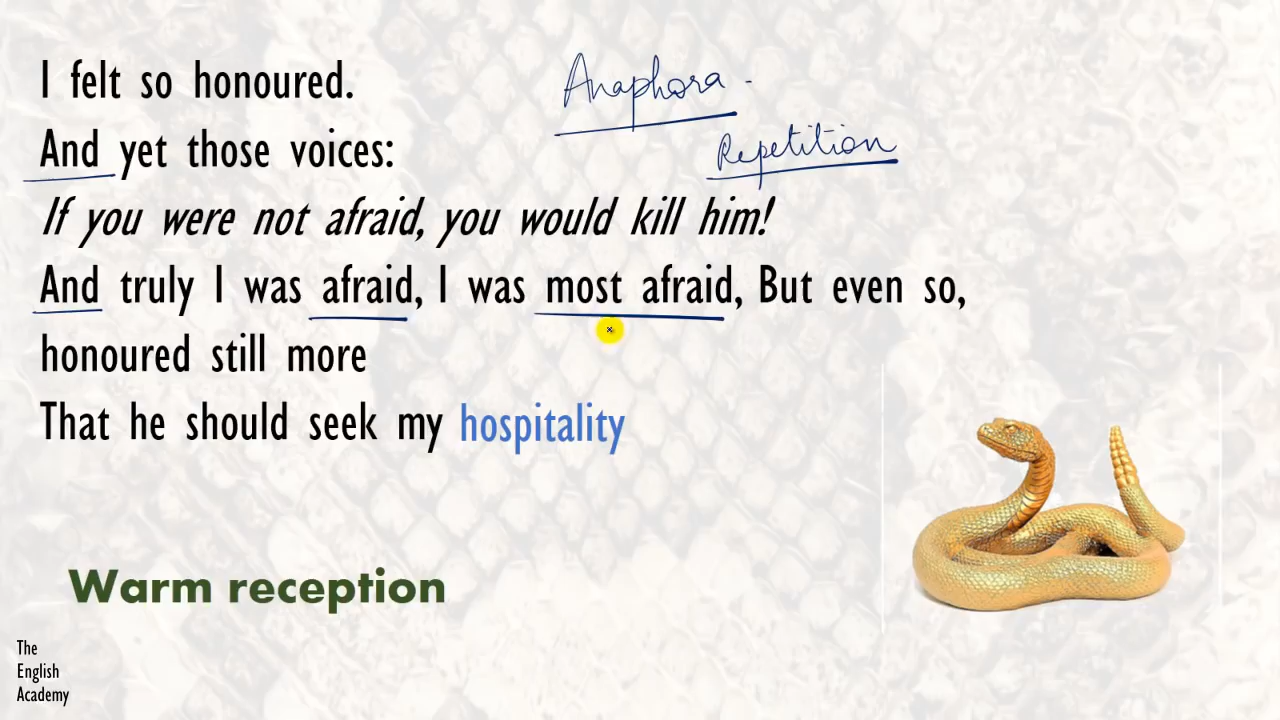 I felt so honoured.
Anaphora -
And yet those voices:
Repetition
If you were not afraid, you would kill him!
And truly I was afraid, I was most afraid, But even so,
honoured still more
That he should seek my hospitality
Warm reception
The
English
Academy